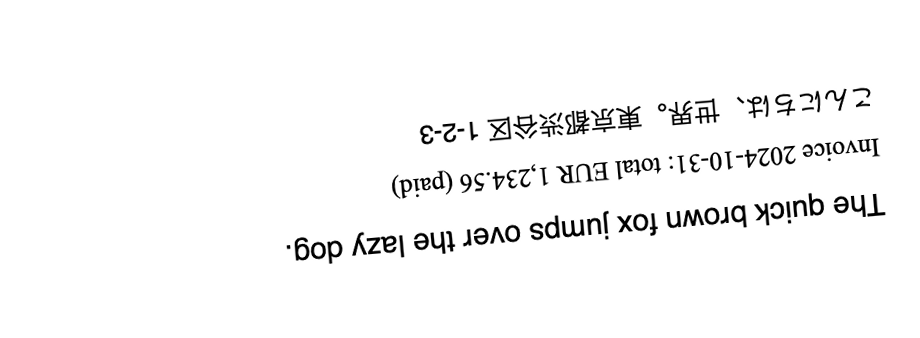 The quick brown fox jumps over the lazy dog.
Invoice 2024-10-31: total EUR 1,234.56 (paid)
こんにちは、世界。東京都渋谷区 1-2-3